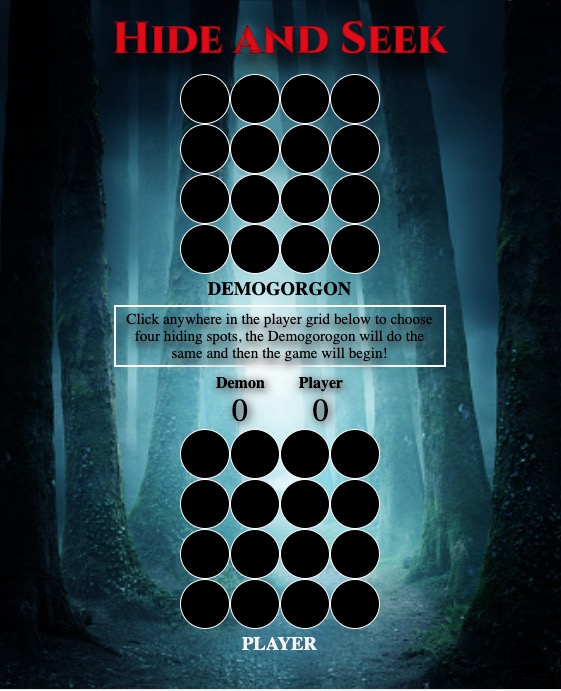 Hide and Seek
DEMOGORGON
Click anywhere in the player grid below to choose
four hiding spots, the Demogorogon will do the
same and then the game will begin!
Demon Player
0 0
PLAYER